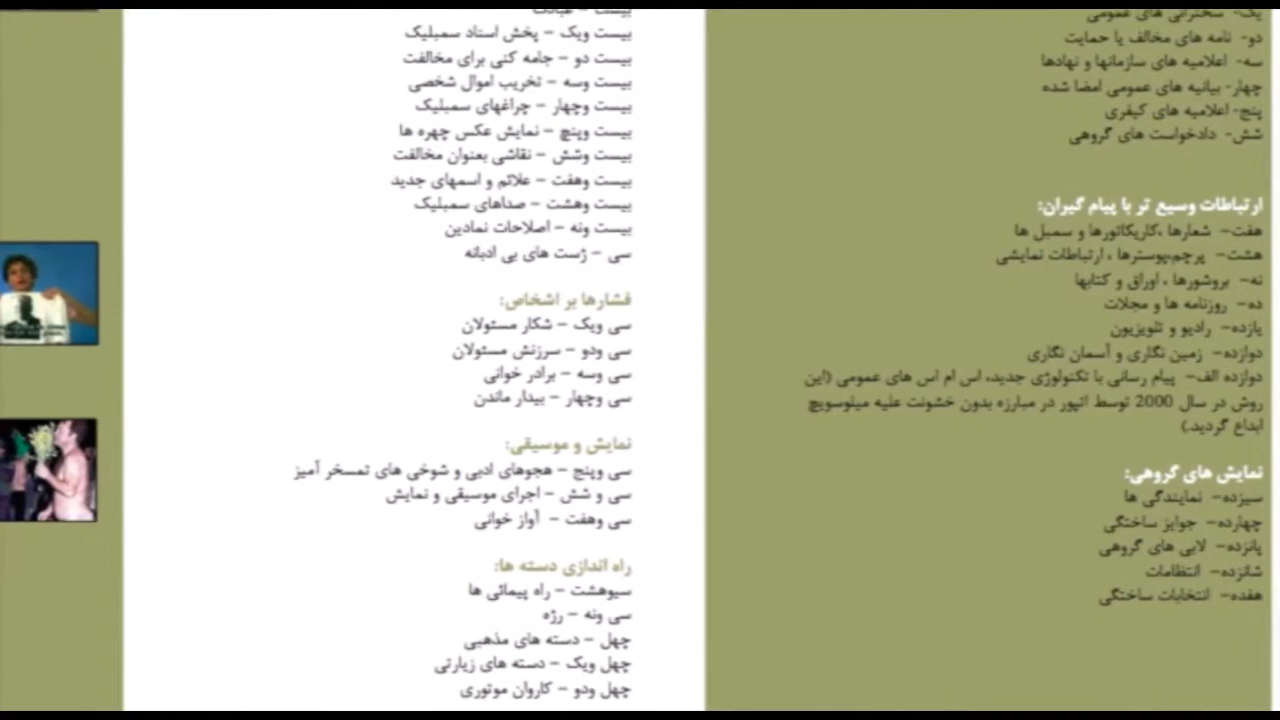 یک- سخنرانی های عمومی
دو- نامه های مخالف یا حمایت
سه- اعلامیه های سازمانها و نهادها
چهار- بیانیه های عمومی امضا شده
پنج- اعلامیه های کیفری
شش- دادخواست های گروهی
ارتباطات وسیع تر با پیام گیران:
هفت- شعارها ،کاریکاتورها و سمبل ها
هشت- پرچم،پوسترها ، ارتباطات نمایشی
نه- بروشورها ، اوراق و کتابها
ده- روزنامه ها و مجلات
یازده- رادیو و تلویزیون
دوازده- زمین نگاری و آسمان نگاری
دوازده الف- پیام رسانی با تکنولوژی جدید، اس ام اس های عمومی (این
روش در سال 2000 توسط اتپور در مبارزه بدون خشونت علیه میلوسویچ
ابداع گردید.)
نمایش های گروهی:
سیزده- نمایندگی ها
چهارده- جوایز ساختگی
پانزده- لابی های گروهی
شانزده- انتظامات
هفده- انتخابات ساختگی
بیست - عبادت
بیست ویک - پخش اسناد سمبلیک
بیست دو - جامه کنی برای مخالفت
بیست وسه - تخریب اموال شخصی
بیست وچهار - چراغهای سمبلیک
بیست وپنچ - نمایش عکس چهره ها
بیست وشش - نقاشی بعنوان مخالفت
بیست وهفت - علائم و اسمهای جدید
بیست وهشت - صداهای سمبلیک
بیست ونه - اصلاحات نمادین
سی - ژست های بی ادبانه
فشارها بر اشخاص:
سی ویک - شکار مسئولان
سی ودو - سرزنش مسئولان
سی وسه - برادر خوانی
سی وچهار - بیدار ماندن
نمایش و موسیقی:
سی وپنج - هجوهای ادبی و شوخی های تمسخر آمیز
سی و شش - اجرای موسیقی و نمایش
سی وهفت - آواز خوانی
راه اندازی دسته ها:
سیوهشت - راه پیمائی ها
سی ونه - رژه
چهل - دسته های مذهبی
چهل ویک - دسته های زیارتی
چهل ودو - کاروان موتوری